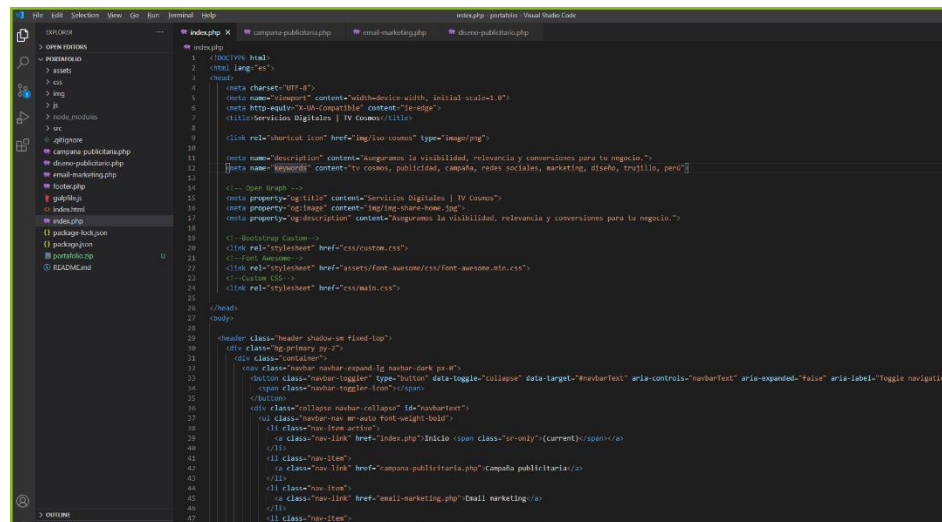 File Edit Selection View Go Run Terminal Help
index.php - portafolio - Visual Studio Code
EXPLORER ...
> OPEN EDITORS
PORTAFOLIO
> assets
> css
> img
> js
> node_modules
> src
.gitignore
campana-publicitaria.php
diseno-publicitario.php
email-marketing.php
footer.php
gulpfile.js
index.html
index.php
package-lock.json
package.json
portafolio.zip U
README.md
> OUTLINE
index.php campana-publicitaria.php email-marketing.php diseno-publicitario.php
index.php
1 <!DOCTYPE html>
2 <html lang="es">
3 <head>
4 <meta charset="UTF-8">
5 <meta name="viewport" content="width=device-width, initial-scale=1.0">
6 <meta http-equiv="X-UA-Compatible" content="ie=edge">
7 <title>Servicios Digitales | TV Cosmos</title>
8
9 <link rel="shortcut icon" href="img/iso-cosmos" type="image/png">
10
11 <meta name="description" content="Aseguramos la visibilidad, relevancia y conversiones para tu negocio.">
12 <meta name="keywords" content="tv cosmos, publicidad, campaña, redes sociales, marketing, diseño, trujillo, perú">
13
14 <!-- Open Graph -->
15 <meta property="og:title" content="Servicios Digitales | TV Cosmos">
16 <meta property="og:image" content="img/img-share-home.jpg">
17 <meta property="og:description" content="Aseguramos la visibilidad, relevancia y conversiones para tu negocio.">
18
19 <!--Bootstrap Custom-->
20 <link rel="stylesheet" href="css/custom.css">
21 <!--Font Awesome-->
22 <link rel="stylesheet" href="assets/font-awesome/css/font-awesome.min.css">
23 <!--Custom CSS-->
24 <link rel="stylesheet" href="css/main.css">
25
26 </head>
27 <body>
28
29 <header class="header shadow-sm fixed-top">
30 <div class="bg-primary py-2">
31 <div class="container">
32 <nav class="navbar navbar-expand-lg navbar-dark px-0">
33 <button class="navbar-toggler" type="button" data-toggle="collapse" data-target="#navbarText" aria-controls="navbarText" aria-expanded="false" aria-label="Toggle navigati
34 <span class="navbar-toggler-icon"></span>
35 </button>
36 <div class="collapse navbar-collapse" id="navbarText">
37 <ul class="navbar-nav mr-auto font-weight-bold">
38 <li class="nav-item active">
39 <a class="nav-link" href="index.php">Inicio <span class="sr-only">(current)</span></a>
40 </li>
41 <li class="nav-item">
42 <a class="nav-link" href="campana-publicitaria.php">Campaña publicitaria</a>
43 </li>
44 <li class="nav-item">
45 <a class="nav-link" href="email-marketing.php">Email marketing</a>
46 </li>
47 <li class="nav-item">